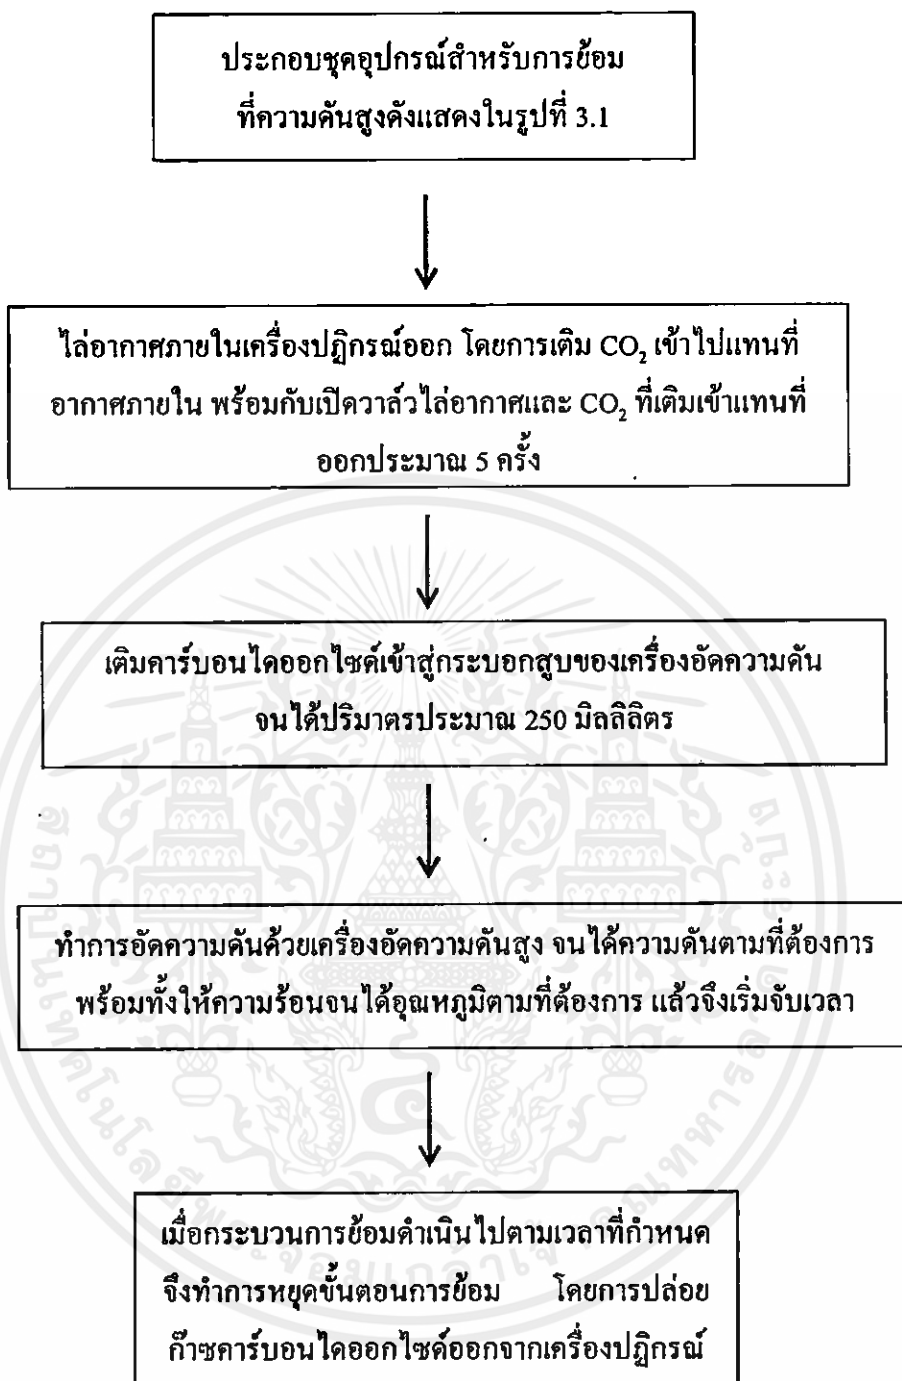 ประกอบชุดอุปกรณ์สำหรับการย้อม
ที่ความดันสูงดังแสดงในรูปที่ 3.1
ไล่อากาศภายในเครื่องปฏิกรณ์ออก โดยการเติม CO₂ เข้าไปแทนที่
อากาศภายใน พร้อมกับเปิดวาล์วไล่อากาศและ CO₂ ที่เติมเข้าแทนที่
ออกประมาณ 5 ครั้ง
เติมคาร์บอนไดออกไซด์เข้าสู่กระบอกสูบของเครื่องอัดความดัน
จนได้ปริมาตรประมาณ 250 มิลลิลิตร
ทำการอัดความดันด้วยเครื่องอัดความดันสูง จนได้ความดันตามที่ต้องการ
พร้อมทั้งให้ความร้อนจนได้อุณหภูมิตามที่ต้องการ แล้วจึงเริ่มจับเวลา
เมื่อกระบวนการย้อมดำเนินไปตามเวลาที่กำหนด
จึงทำการหยุดขั้นตอนการย้อม โดยการปล่อย
ก๊าซคาร์บอนไดออกไซด์ออกจากเครื่องปฏิกรณ์